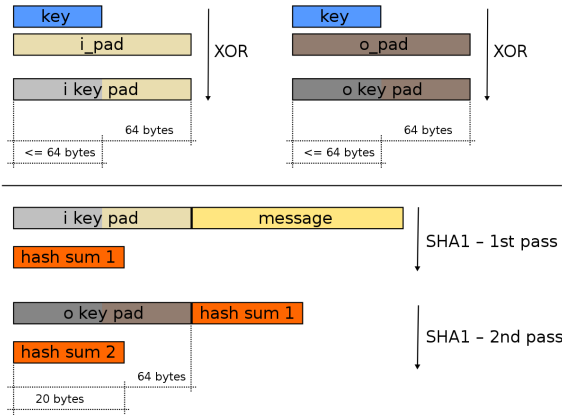 key
i_pad
XOR
i key pad
64 bytes
<= 64 bytes
key
o_pad
XOR
o key pad
64 bytes
<= 64 bytes
i key pad message
SHA1 – 1st pass
hash sum 1
o key pad hash sum 1
SHA1 – 2nd pass
hash sum 2
64 bytes
20 bytes